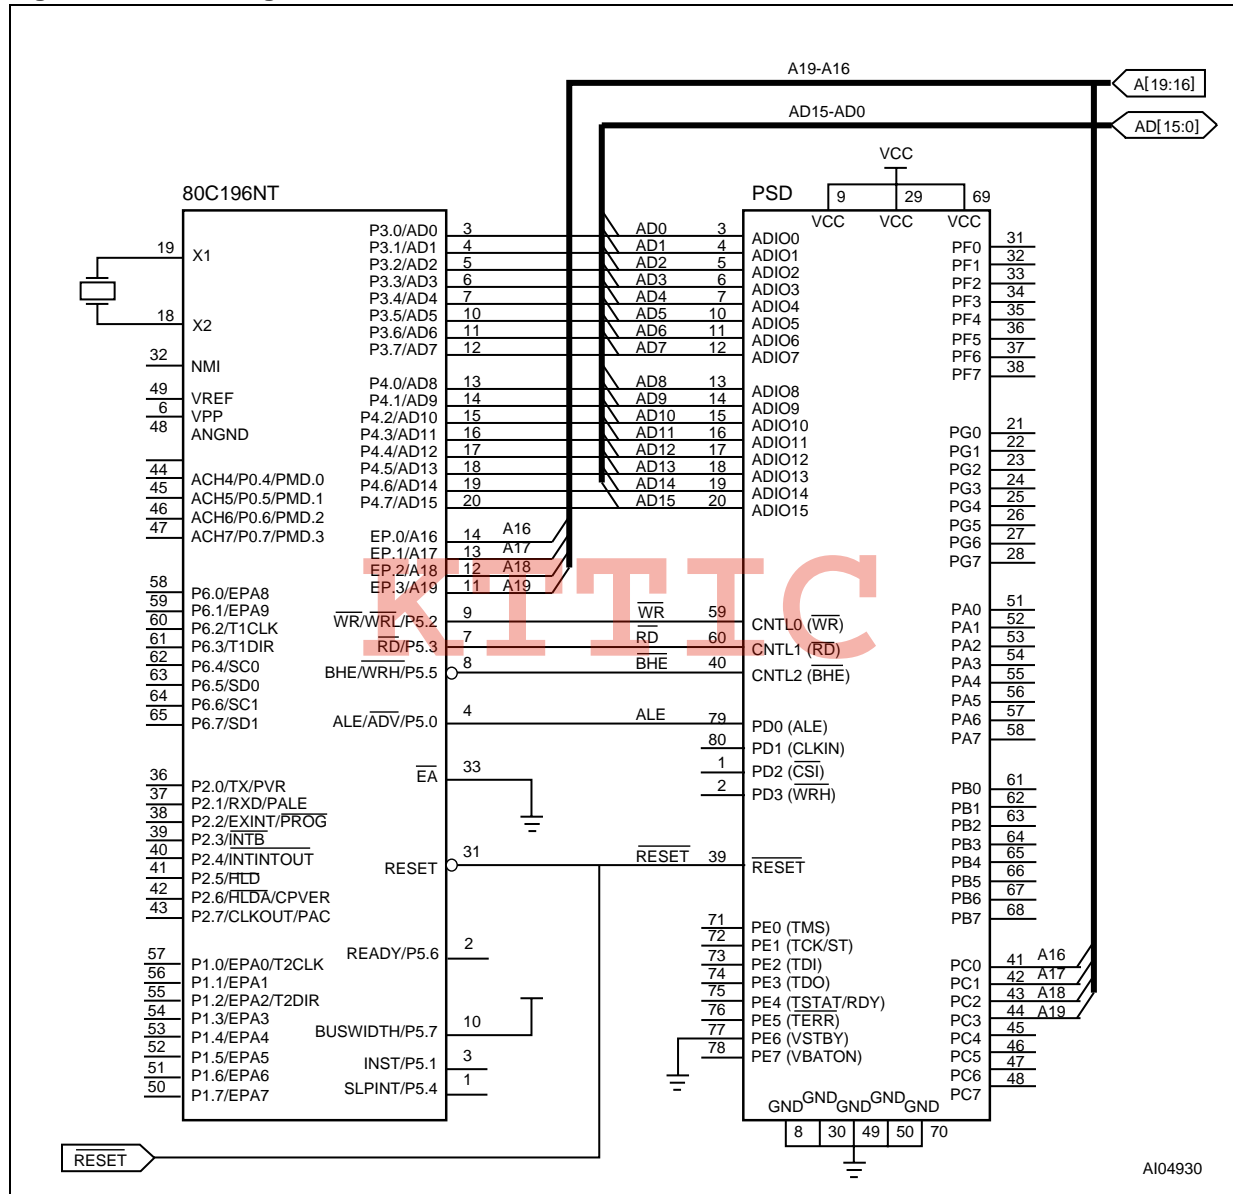 A19-A16
A[19:16]
AD15-AD0
AD[15:0]
VCC
80C196NT
PSD
9 29 69
VCC VCC VCC
19 X1
18 X2
32 NMI
49 VREF
6 VPP
48 ANGND
44 ACH4/P0.4/PMD.0
45 ACH5/P0.5/PMD.1
46 ACH6/P0.6/PMD.2
47 ACH7/P0.7/PMD.3
58 P6.0/EPA8
59 P6.1/EPA9
60 P6.2/T1CLK
61 P6.3/T1DIR
62 P6.4/SC0
63 P6.5/SD0
64 P6.6/SC1
65 P6.7/SD1
36 P2.0/TX/PVR
37 P2.1/RXD/PALE
38 P2.2/EXINT/PROG
39 P2.3/INTB
40 P2.4/INTINTOUT
41 P2.5/HLD
42 P2.6/HLDA/CPVER
43 P2.7/CLKOUT/PAC
57 P1.0/EPA0/T2CLK
56 P1.1/EPA1
55 P1.2/EPA2/T2DIR
54 P1.3/EPA3
53 P1.4/EPA4
52 P1.5/EPA5
51 P1.6/EPA6
50 P1.7/EPA7
P3.0/AD0 3 AD0 3 ADIO0
P3.1/AD1 4 AD1 4 ADIO1
P3.2/AD2 5 AD2 5 ADIO2
P3.3/AD3 6 AD3 6 ADIO3
P3.4/AD4 7 AD4 7 ADIO4
P3.5/AD5 10 AD5 10 ADIO5
P3.6/AD6 11 AD6 11 ADIO6
P3.7/AD7 12 AD7 12 ADIO7
P4.0/AD8 13 AD8 13 ADIO8
P4.1/AD9 14 AD9 14 ADIO9
P4.2/AD10 15 AD10 15 ADIO10
P4.3/AD11 16 AD11 16 ADIO11
P4.4/AD12 17 AD12 17 ADIO12
P4.5/AD13 18 AD13 18 ADIO13
P4.6/AD14 19 AD14 19 ADIO14
P4.7/AD15 20 AD15 20 ADIO15
EP.0/A16 14 A16
EP.1/A17 13 A17
EP.2/A18 12 A18
EP.3/A19 11 A19
KTTIC
WR/WRL/P5.2 9 WR 59 CNTL0 (WR)
RD/P5.3 7 RD 60 CNTL1 (RD)
BHE/WRH/P5.5 8 BHE 40 CNTL2 (BHE)
ALE/ADV/P5.0 4 ALE 79 PD0 (ALE)
80 PD1 (CLKIN)
1 PD2 (CSI)
2 PD3 (WRH)
EA 33
RESET 31 RESET 39 RESET
READY/P5.6 2
BUSWIDTH/P5.7 10
INST/P5.1 3
SLPINT/P5.4 1
71 PE0 (TMS)
72 PE1 (TCK/ST)
73 PE2 (TDI)
74 PE3 (TDO)
75 PE4 (TSTAT/RDY)
76 PE5 (TERR)
77 PE6 (VSTBY)
78 PE7 (VBATON)
PF0 31
PF1 32
PF2 33
PF3 34
PF4 35
PF5 36
PF6 37
PF7 38
PG0 21
PG1 22
PG2 23
PG3 24
PG4 25
PG5 26
PG6 27
PG7 28
PA0 51
PA1 52
PA2 53
PA3 54
PA4 55
PA5 56
PA6 57
PA7 58
PB0 61
PB1 62
PB2 63
PB3 64
PB4 65
PB5 66
PB6 67
PB7 68
PC0 41 A16
PC1 42 A17
PC2 43 A18
PC3 44 A19
PC4 45
PC5 46
PC6 47
PC7 48
GND GND GND GND GND
8 30 49 50 70
RESET
AI04930